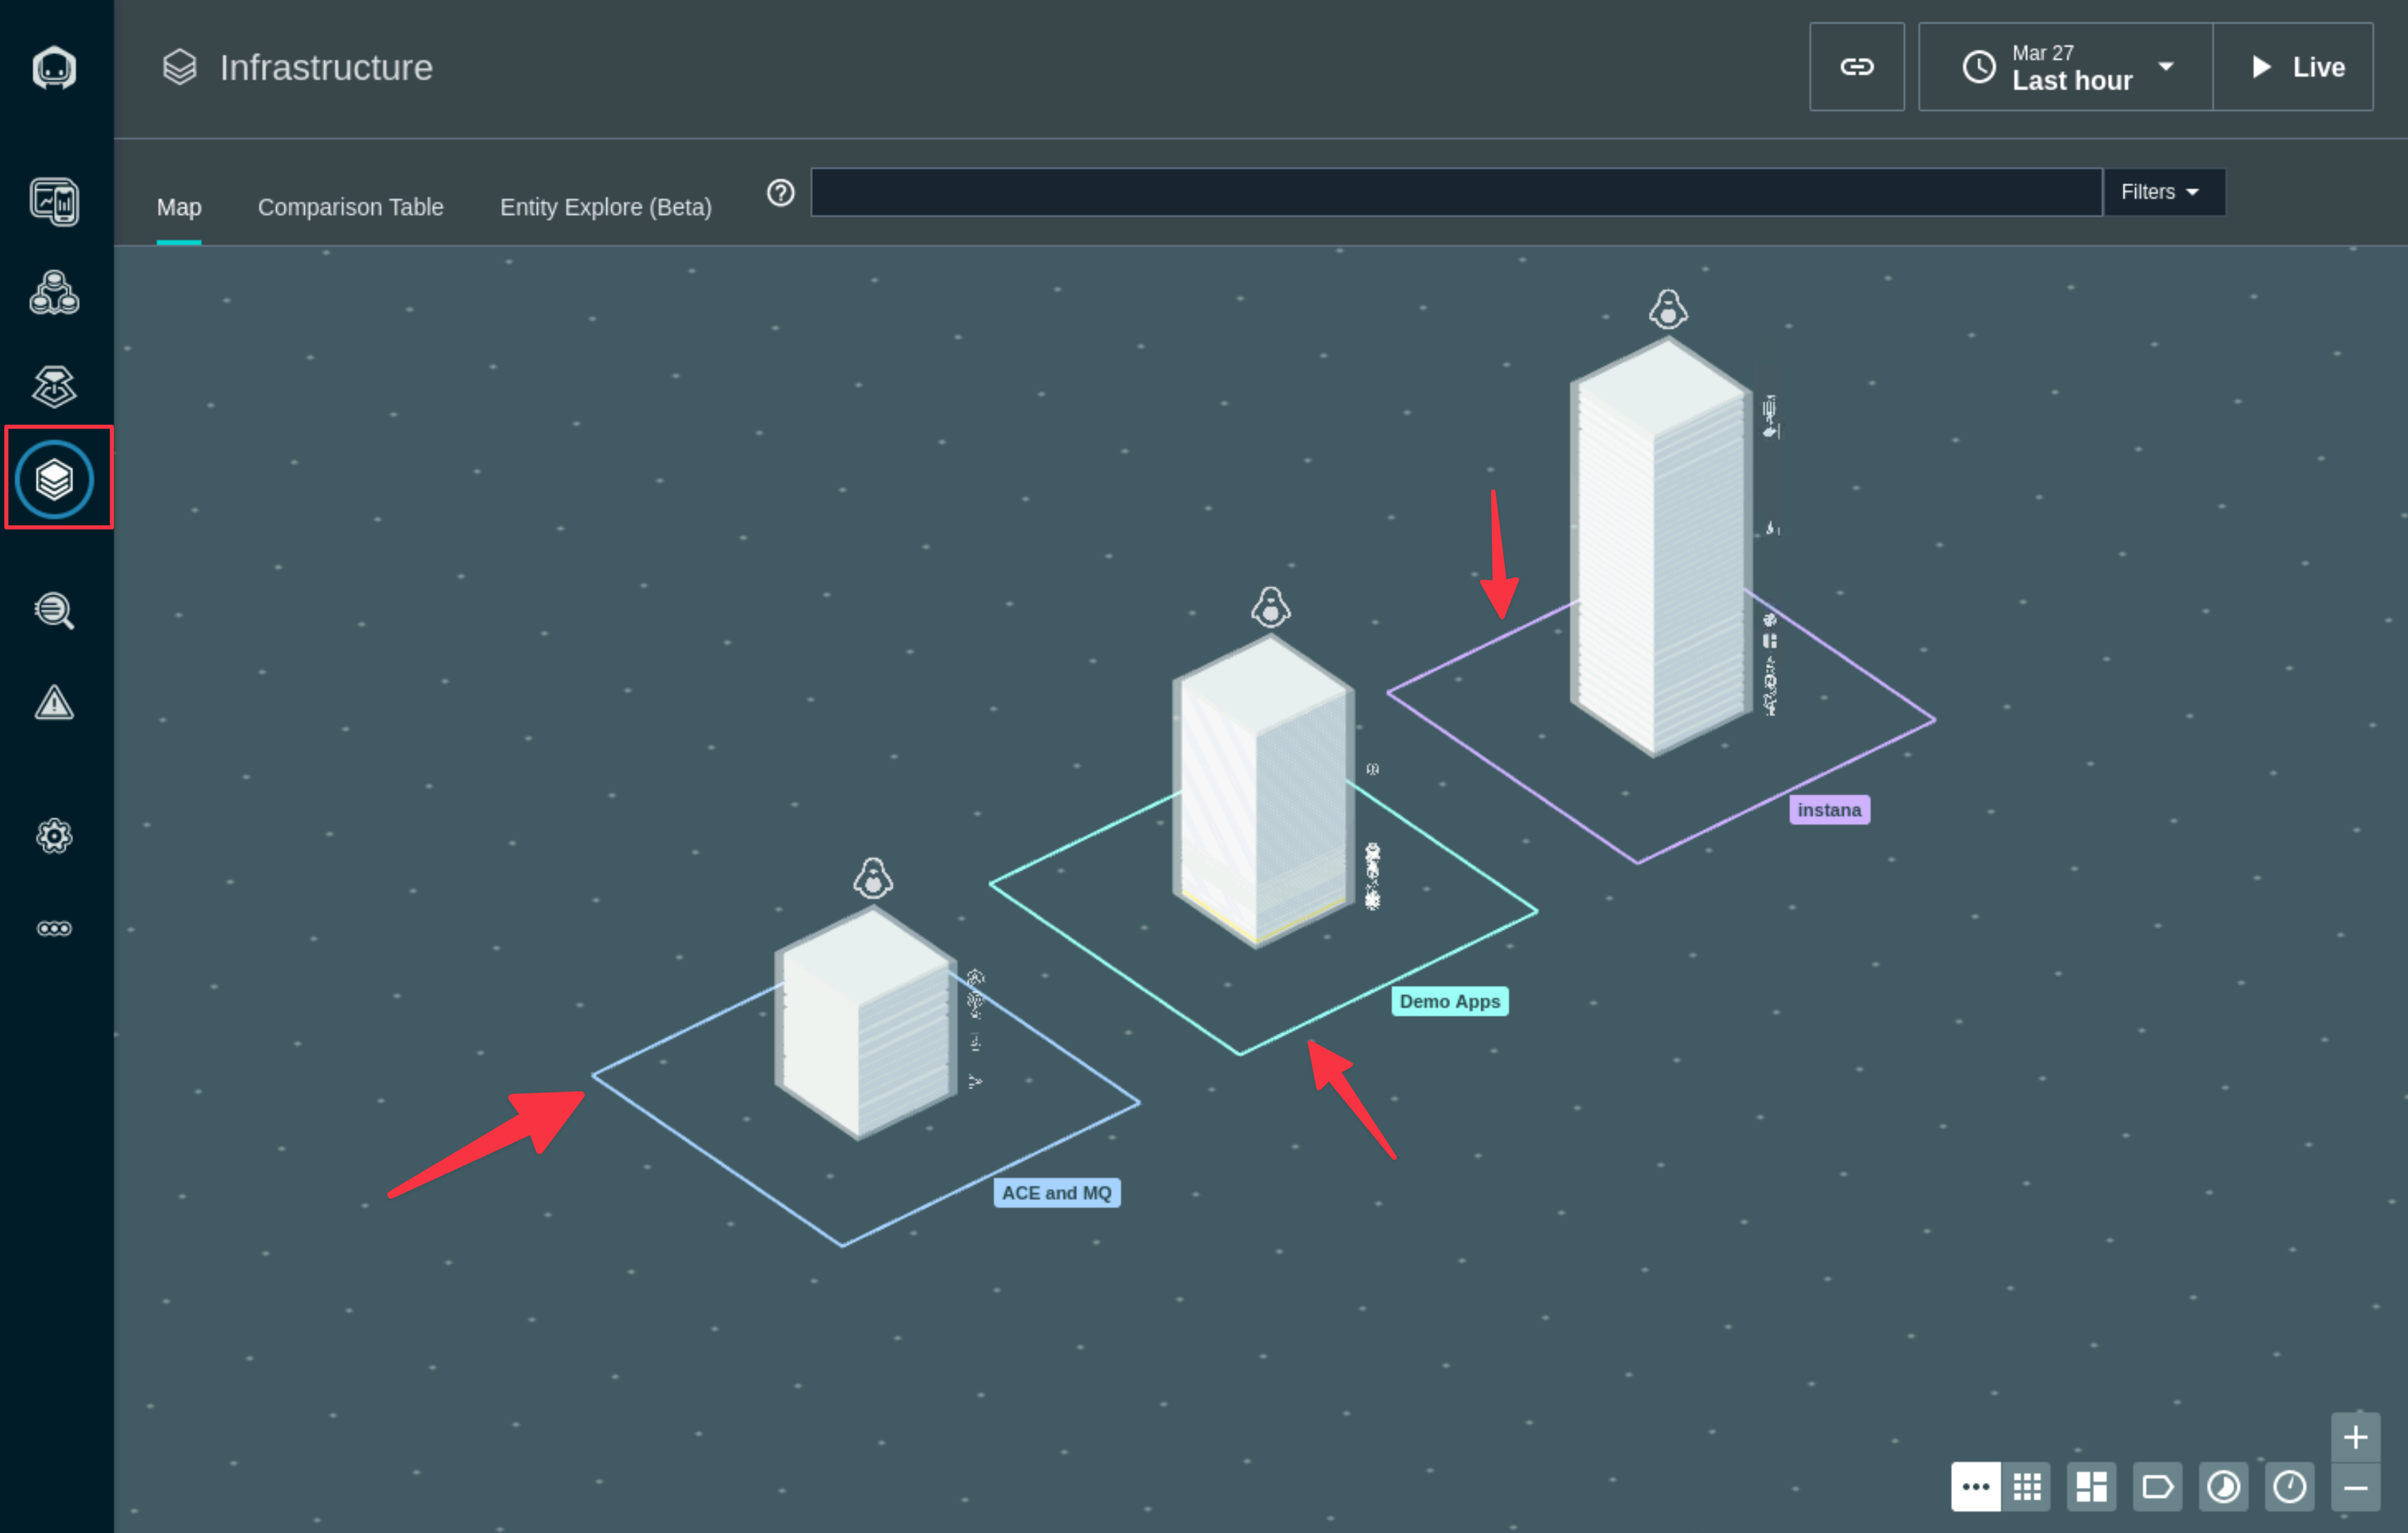 Infrastructure
Mar 27
Last hour
Live
Map
Comparison Table
Entity Explore (Beta)
Filters
instana
Demo Apps
ACE and MQ